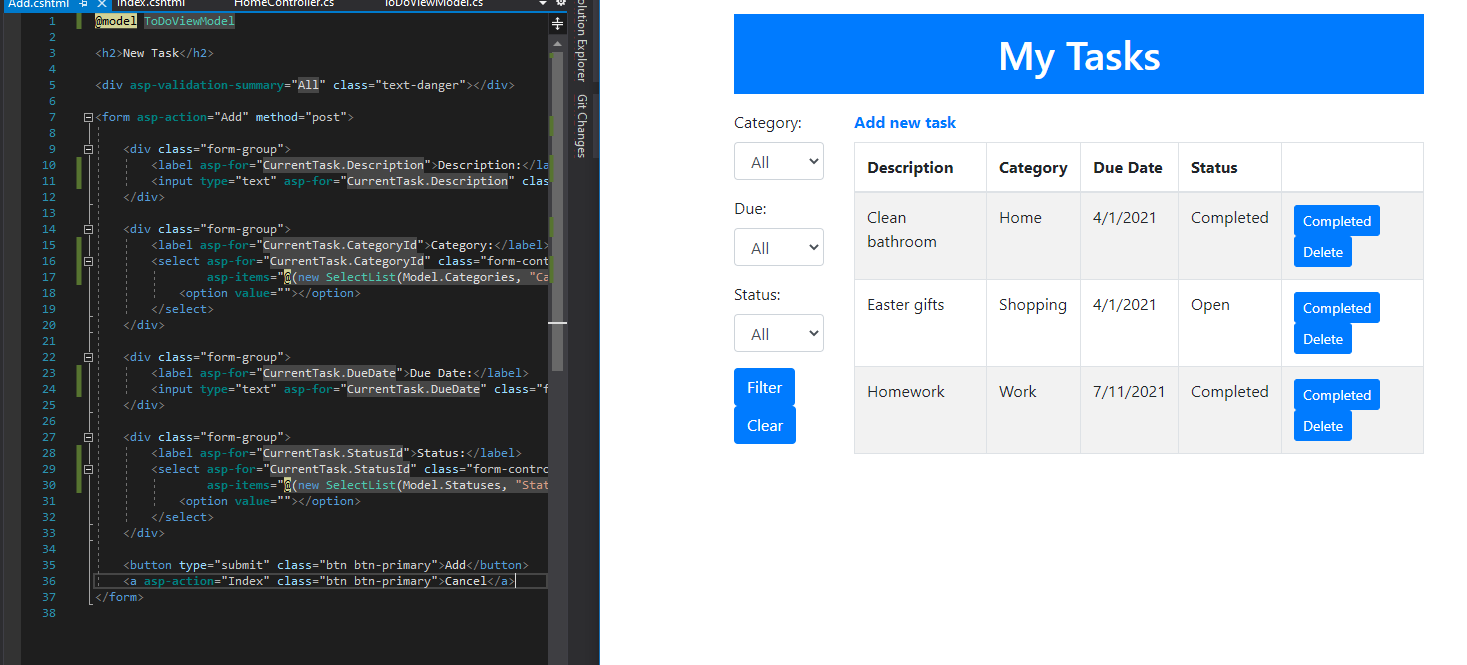 Add.cshtml Index.cshtml HomeController.cs ToDoViewModel.cs
Solution Explorer
Git Changes
1 @model ToDoViewModel
2
3 <h2>New Task</h2>
4
5 <div asp-validation-summary="All" class="text-danger"></div>
6
7 <form asp-action="Add" method="post">
8
9 <div class="form-group">
10 <label asp-for="CurrentTask.Description">Description:</la
11 <input type="text" asp-for="CurrentTask.Description" clas
12 </div>
13
14 <div class="form-group">
15 <label asp-for="CurrentTask.CategoryId">Category:</label>
16 <select asp-for="CurrentTask.CategoryId" class="form-cont
17 asp-items="@(new SelectList(Model.Categories, "Ca
18 <option value=""></option>
19 </select>
20 </div>
21
22 <div class="form-group">
23 <label asp-for="CurrentTask.DueDate">Due Date:</label>
24 <input type="text" asp-for="CurrentTask.DueDate" class="f
25 </div>
26
27 <div class="form-group">
28 <label asp-for="CurrentTask.StatusId">Status:</label>
29 <select asp-for="CurrentTask.StatusId" class="form-contro
30 asp-items="@(new SelectList(Model.Statuses, "Stat
31 <option value=""></option>
32 </select>
33 </div>
34
35 <button type="submit" class="btn btn-primary">Add</button>
36 <a asp-action="Index" class="btn btn-primary">Cancel</a>
37 </form>
38
My Tasks
Category:
All
Due:
All
Status:
All
Filter
Clear
Add new task
Description Category Due Date Status
Clean bathroom Home 4/1/2021 Completed Completed
Delete
Easter gifts Shopping 4/1/2021 Open Completed
Delete
Homework Work 7/11/2021 Completed Completed
Delete